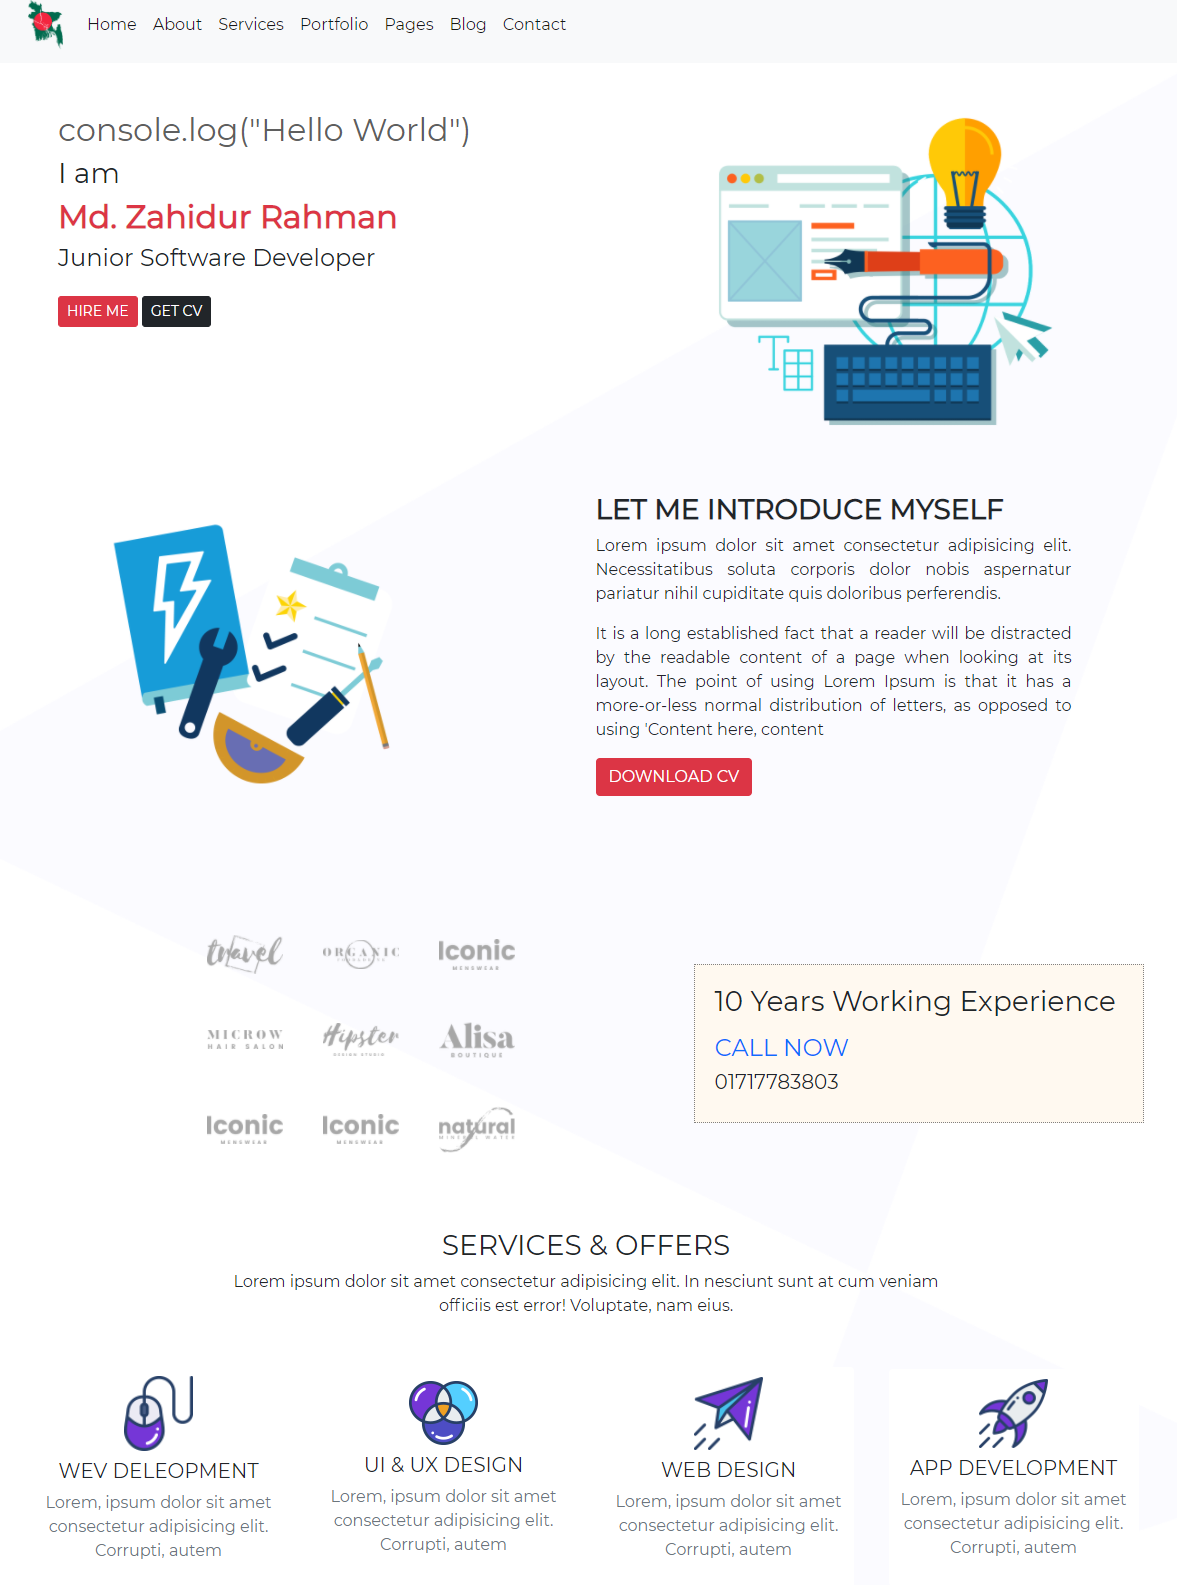 Home About Services Portfolio Pages Blog Contact
console.log("Hello World")
I am
Md. Zahidur Rahman
Junior Software Developer
HIRE ME GET CV
LET ME INTRODUCE MYSELF
Lorem ipsum dolor sit amet consectetur adipisicing elit.
Necessitatibus soluta corporis dolor nobis aspernatur
pariatur nihil cupiditate quis doloribus perferendis.
It is a long established fact that a reader will be distracted
by the readable content of a page when looking at its
layout. The point of using Lorem Ipsum is that it has a
more-or-less normal distribution of letters, as opposed to
using 'Content here, content
DOWNLOAD CV
travel
ORGANIC
Iconic
MENSWEAR
MICROW
HAIR SALON
Hipster
DESIGN STUDIO
Alisa
BOUTIQUE
Iconic
MENSWEAR
Iconic
MENSWEAR
natural
MINERAL WATER
10 Years Working Experience
CALL NOW
01717783803
SERVICES & OFFERS
Lorem ipsum dolor sit amet consectetur adipisicing elit. In nesciunt sunt at cum veniam
officiis est error! Voluptate, nam eius.
WEV DELEOPMENT
Lorem, ipsum dolor sit amet
consectetur adipisicing elit.
Corrupti, autem
UI & UX DESIGN
Lorem, ipsum dolor sit amet
consectetur adipisicing elit.
Corrupti, autem
WEB DESIGN
Lorem, ipsum dolor sit amet
consectetur adipisicing elit.
Corrupti, autem
APP DEVELOPMENT
Lorem, ipsum dolor sit amet
consectetur adipisicing elit.
Corrupti, autem